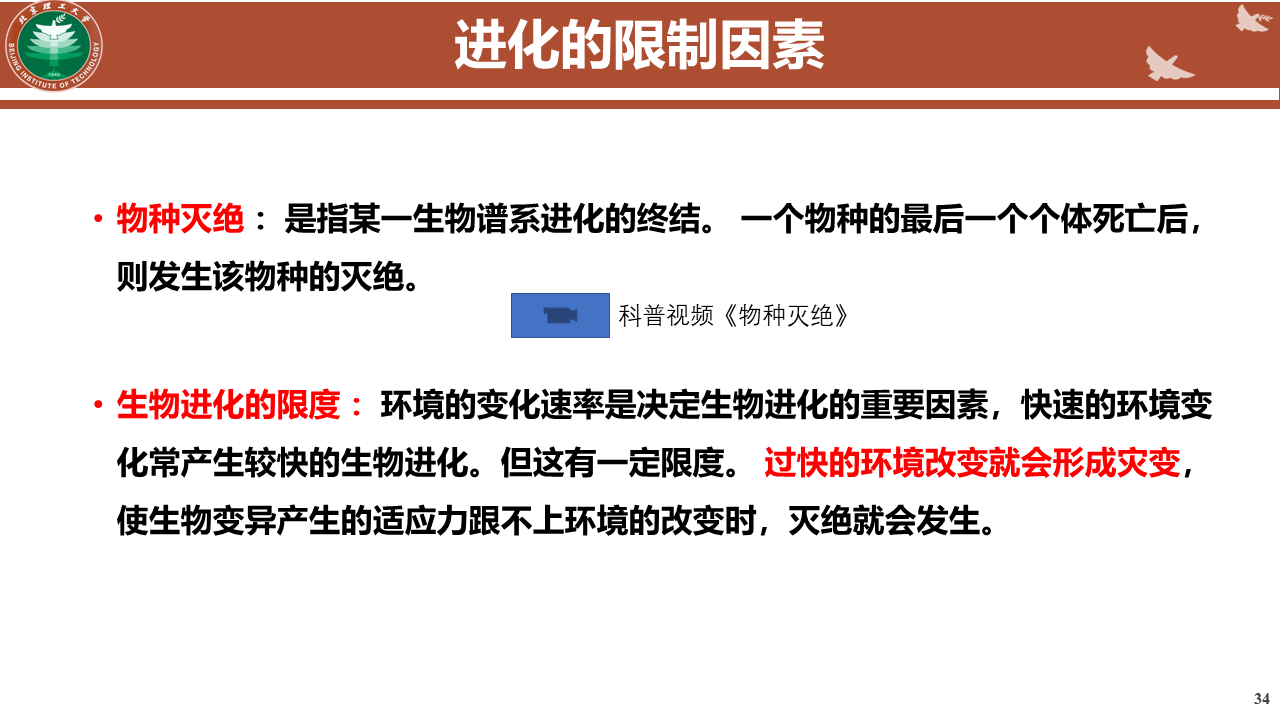 北京理工大学
BEIJING INSTITUTE OF TECHNOLOGY
1940
进化的限制因素
• 物种灭绝 ：是指某一生物谱系进化的终结。 一个物种的最后一个个体死亡后，
则发生该物种的灭绝。
科普视频《物种灭绝》
• 生物进化的限度 ：环境的变化速率是决定生物进化的重要因素，快速的环境变
化常产生较快的生物进化。但这有一定限度。 过快的环境改变就会形成灾变，
使生物变异产生的适应力跟不上环境的改变时，灭绝就会发生。
34